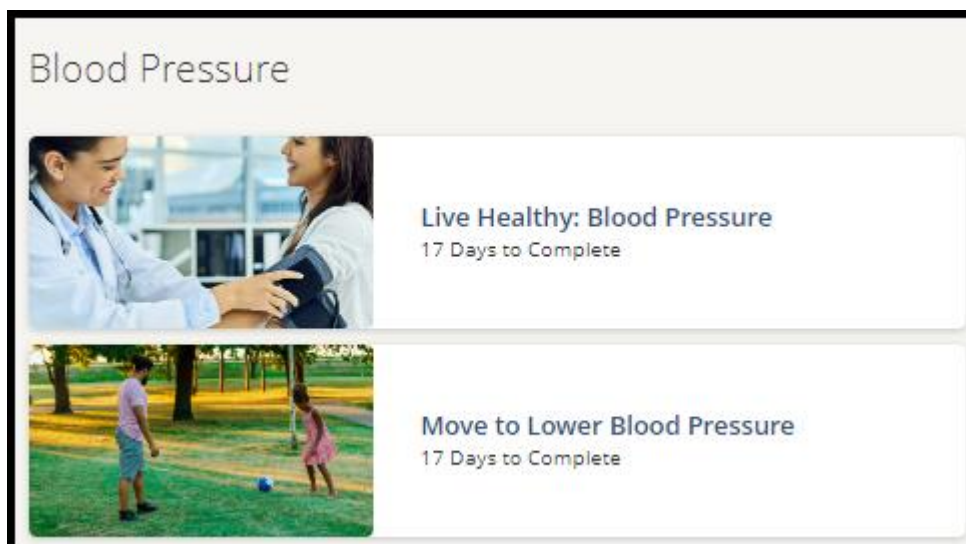 Blood Pressure
Live Healthy: Blood Pressure
17 Days to Complete
Move to Lower Blood Pressure
17 Days to Complete